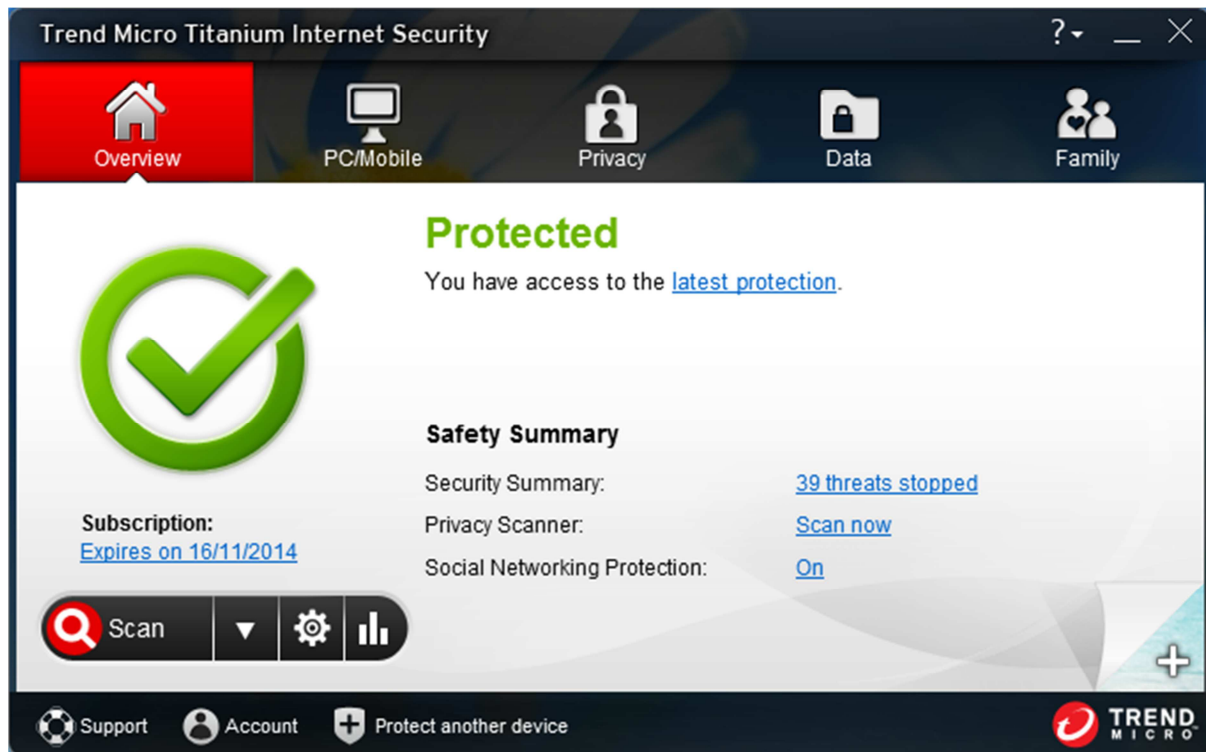 Trend Micro Titanium Internet Security
?
Overview
PC/Mobile
Privacy
Data
Family
Protected
You have access to the latest protection.
Safety Summary
Security Summary: 39 threats stopped
Privacy Scanner: Scan now
Social Networking Protection: On
Subscription:
Expires on 16/11/2014
Scan
Support
Account
Protect another device
TREND
MICRO